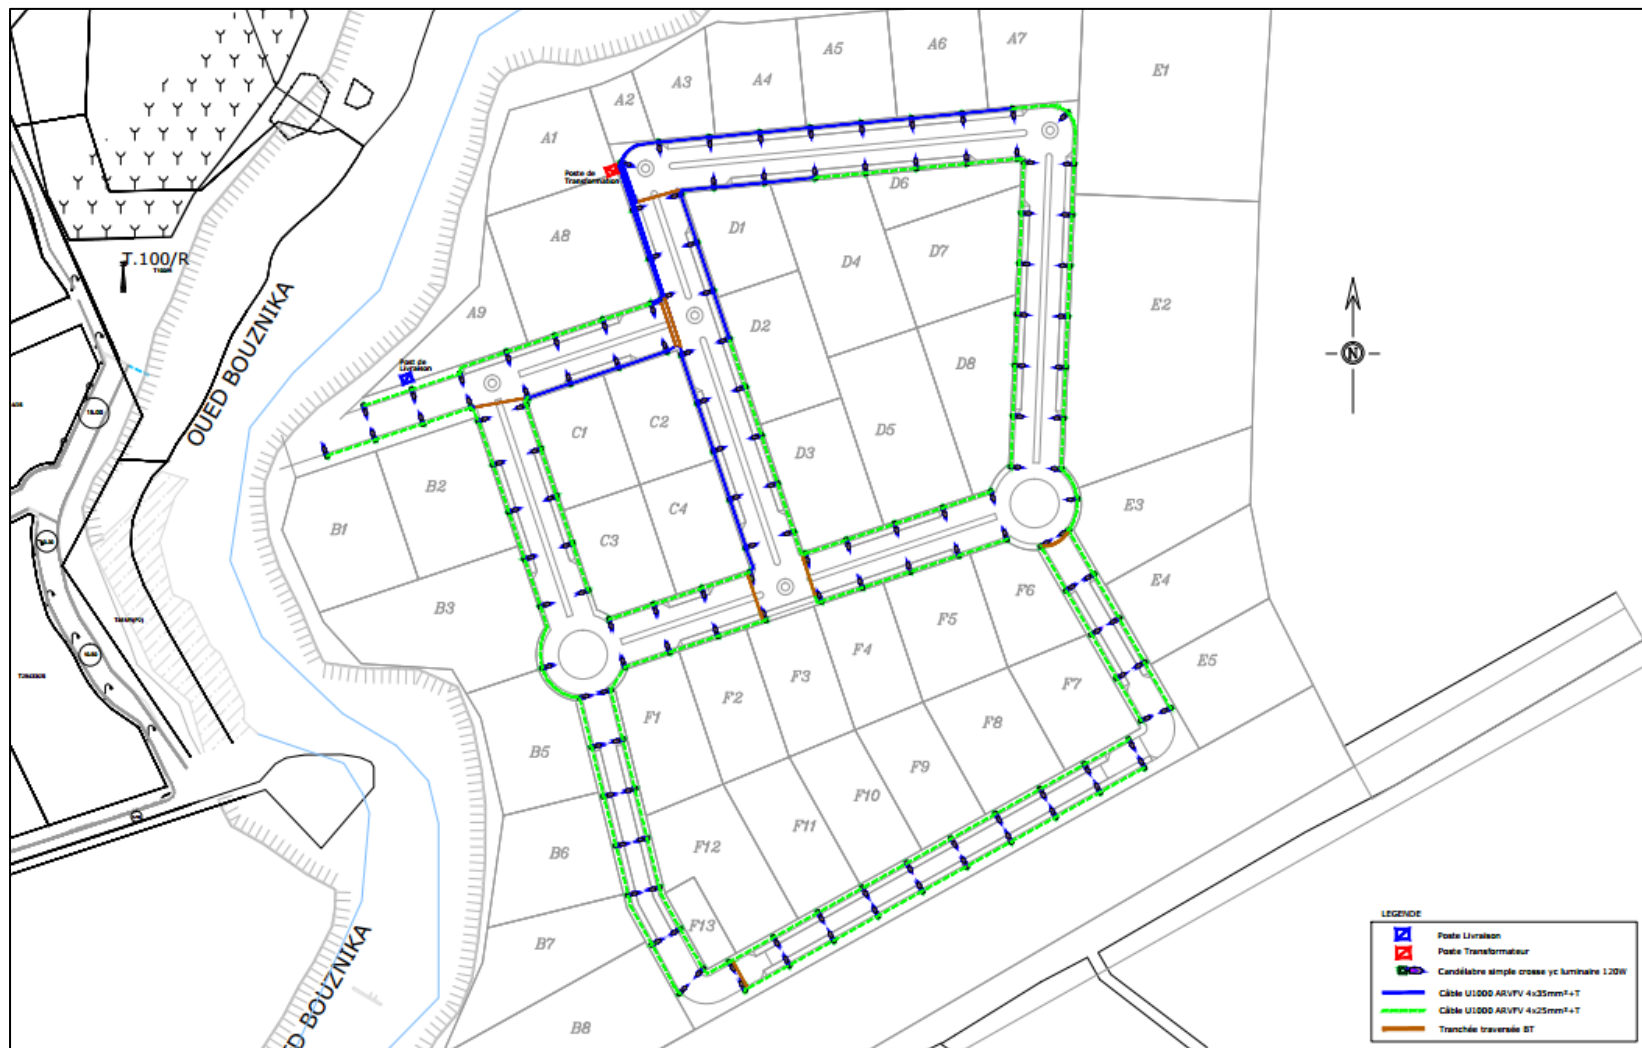 A7
A6
A5
A4
A3
A2
A1
E1
Poste de
Transformation
D6
D1
A8
D7
D4
T.100/R
OUED BOUZNIKA
A9
D2
E2
N
Post de
Livraison
D8
C1
C2
D5
D3
B2
C4
E3
B1
C3
E4
B3
F6
F5
F4
F3
E5
F2
F7
F1
F8
B5
F9
F10
F11
F12
B6
F13
B7
B8
OUED BOUZNIKA
LEGENDE
Poste Livraison
Poste Transformateur
Candélabre simple crosse yc luminaire 120W
Câble U1000 ARVFV 4x35mm²+T
Câble U1000 ARVFV 4x25mm²+T
Tranchée traversée BT